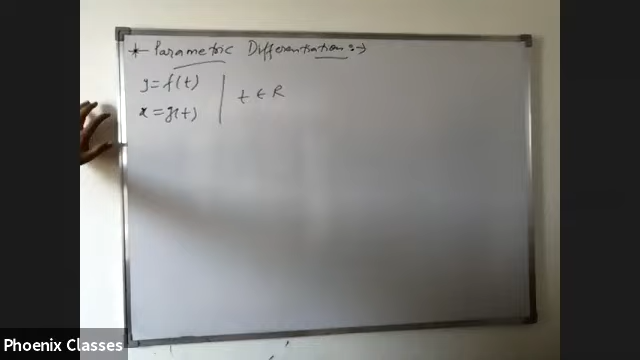 * Parametric Differentiation :->
y = f(t)
x = g(t)
t ∈ R
Phoenix Classes